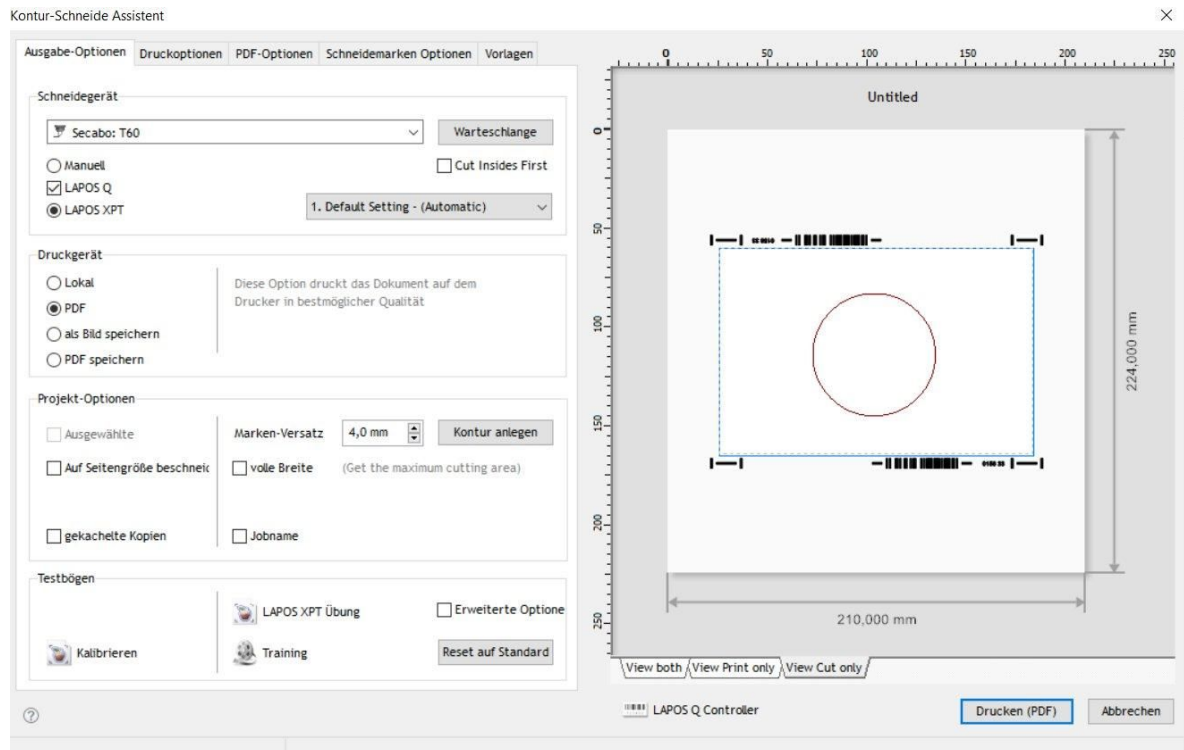 Kontur-Schneide Assistent
Ausgabe-Optionen
Druckoptionen
PDF-Optionen
Schneidemarken Optionen
Vorlagen
Schneidegerät
Secabo: T60
Warteschlange
Manuell
Cut Insides First
LAPOS Q
LAPOS XPT
1. Default Setting - (Automatic)
Druckgerät
Lokal
PDF
als Bild speichern
PDF speichern
Diese Option druckt das Dokument auf dem
Drucker in bestmöglicher Qualität
Projekt-Optionen
Ausgewählte
Marken-Versatz
4,0 mm
Kontur anlegen
Auf Seitengröße beschneic
volle Breite
(Get the maximum cutting area)
gekachelte Kopien
Jobname
Testbögen
LAPOS XPT Übung
Erweiterte Optione
Kalibrieren
Training
Reset auf Standard
0 50 100 150 200 250
Untitled
0
50
100
150
200
250
224,000 mm
210,000 mm
View both
View Print only
View Cut only
LAPOS Q Controller
Drucken (PDF)
Abbrechen